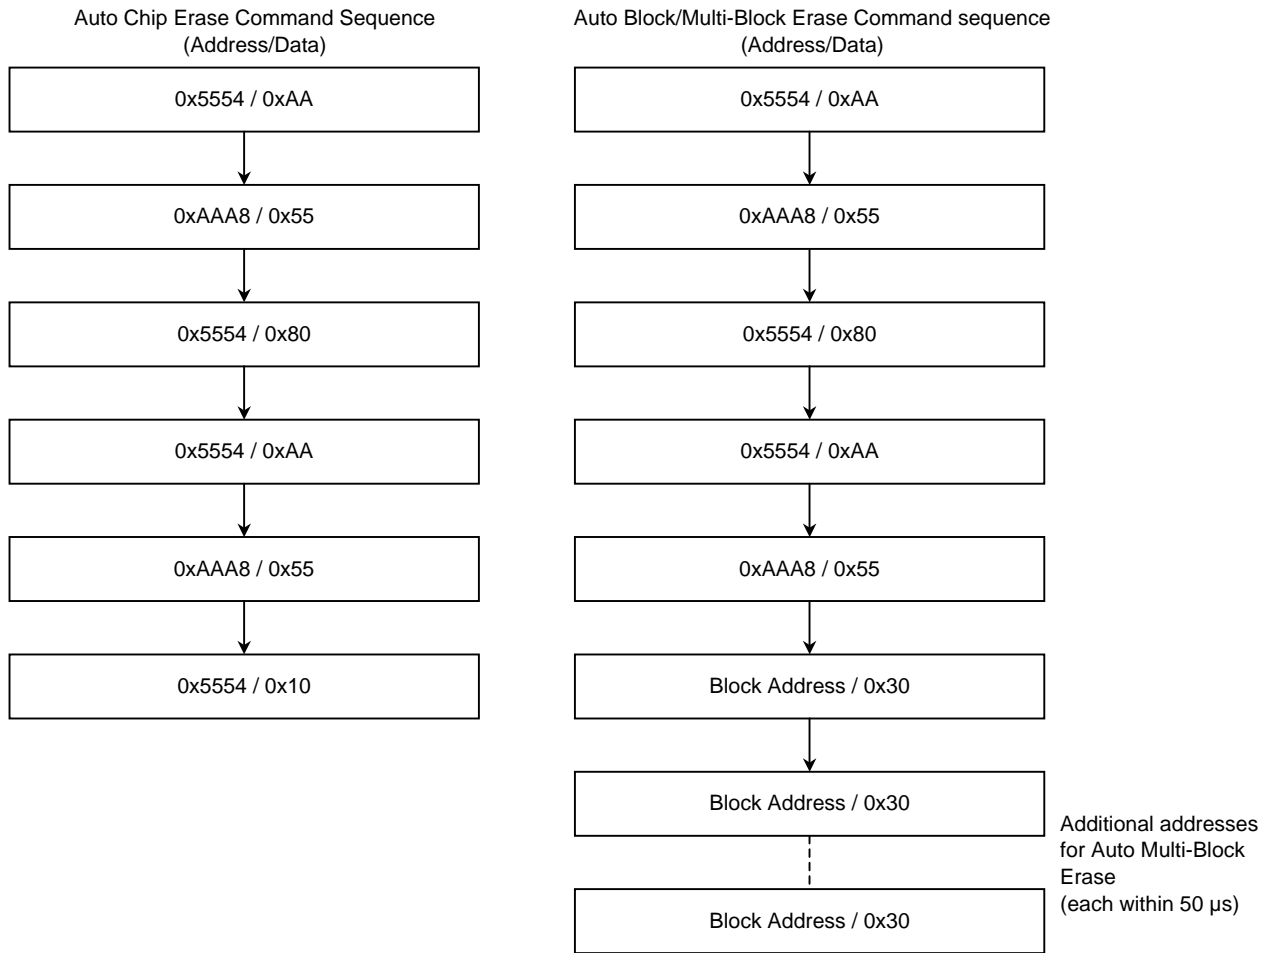 Auto Chip Erase Command Sequence
(Address/Data)
0x5554 / 0xAA
0xAAA8 / 0x55
0x5554 / 0x80
0x5554 / 0xAA
0xAAA8 / 0x55
0x5554 / 0x10
Auto Block/Multi-Block Erase Command sequence
(Address/Data)
0x5554 / 0xAA
0xAAA8 / 0x55
0x5554 / 0x80
0x5554 / 0xAA
0xAAA8 / 0x55
Block Address / 0x30
Block Address / 0x30
Block Address / 0x30
Additional addresses
for Auto Multi-Block
Erase
(each within 50 μs)